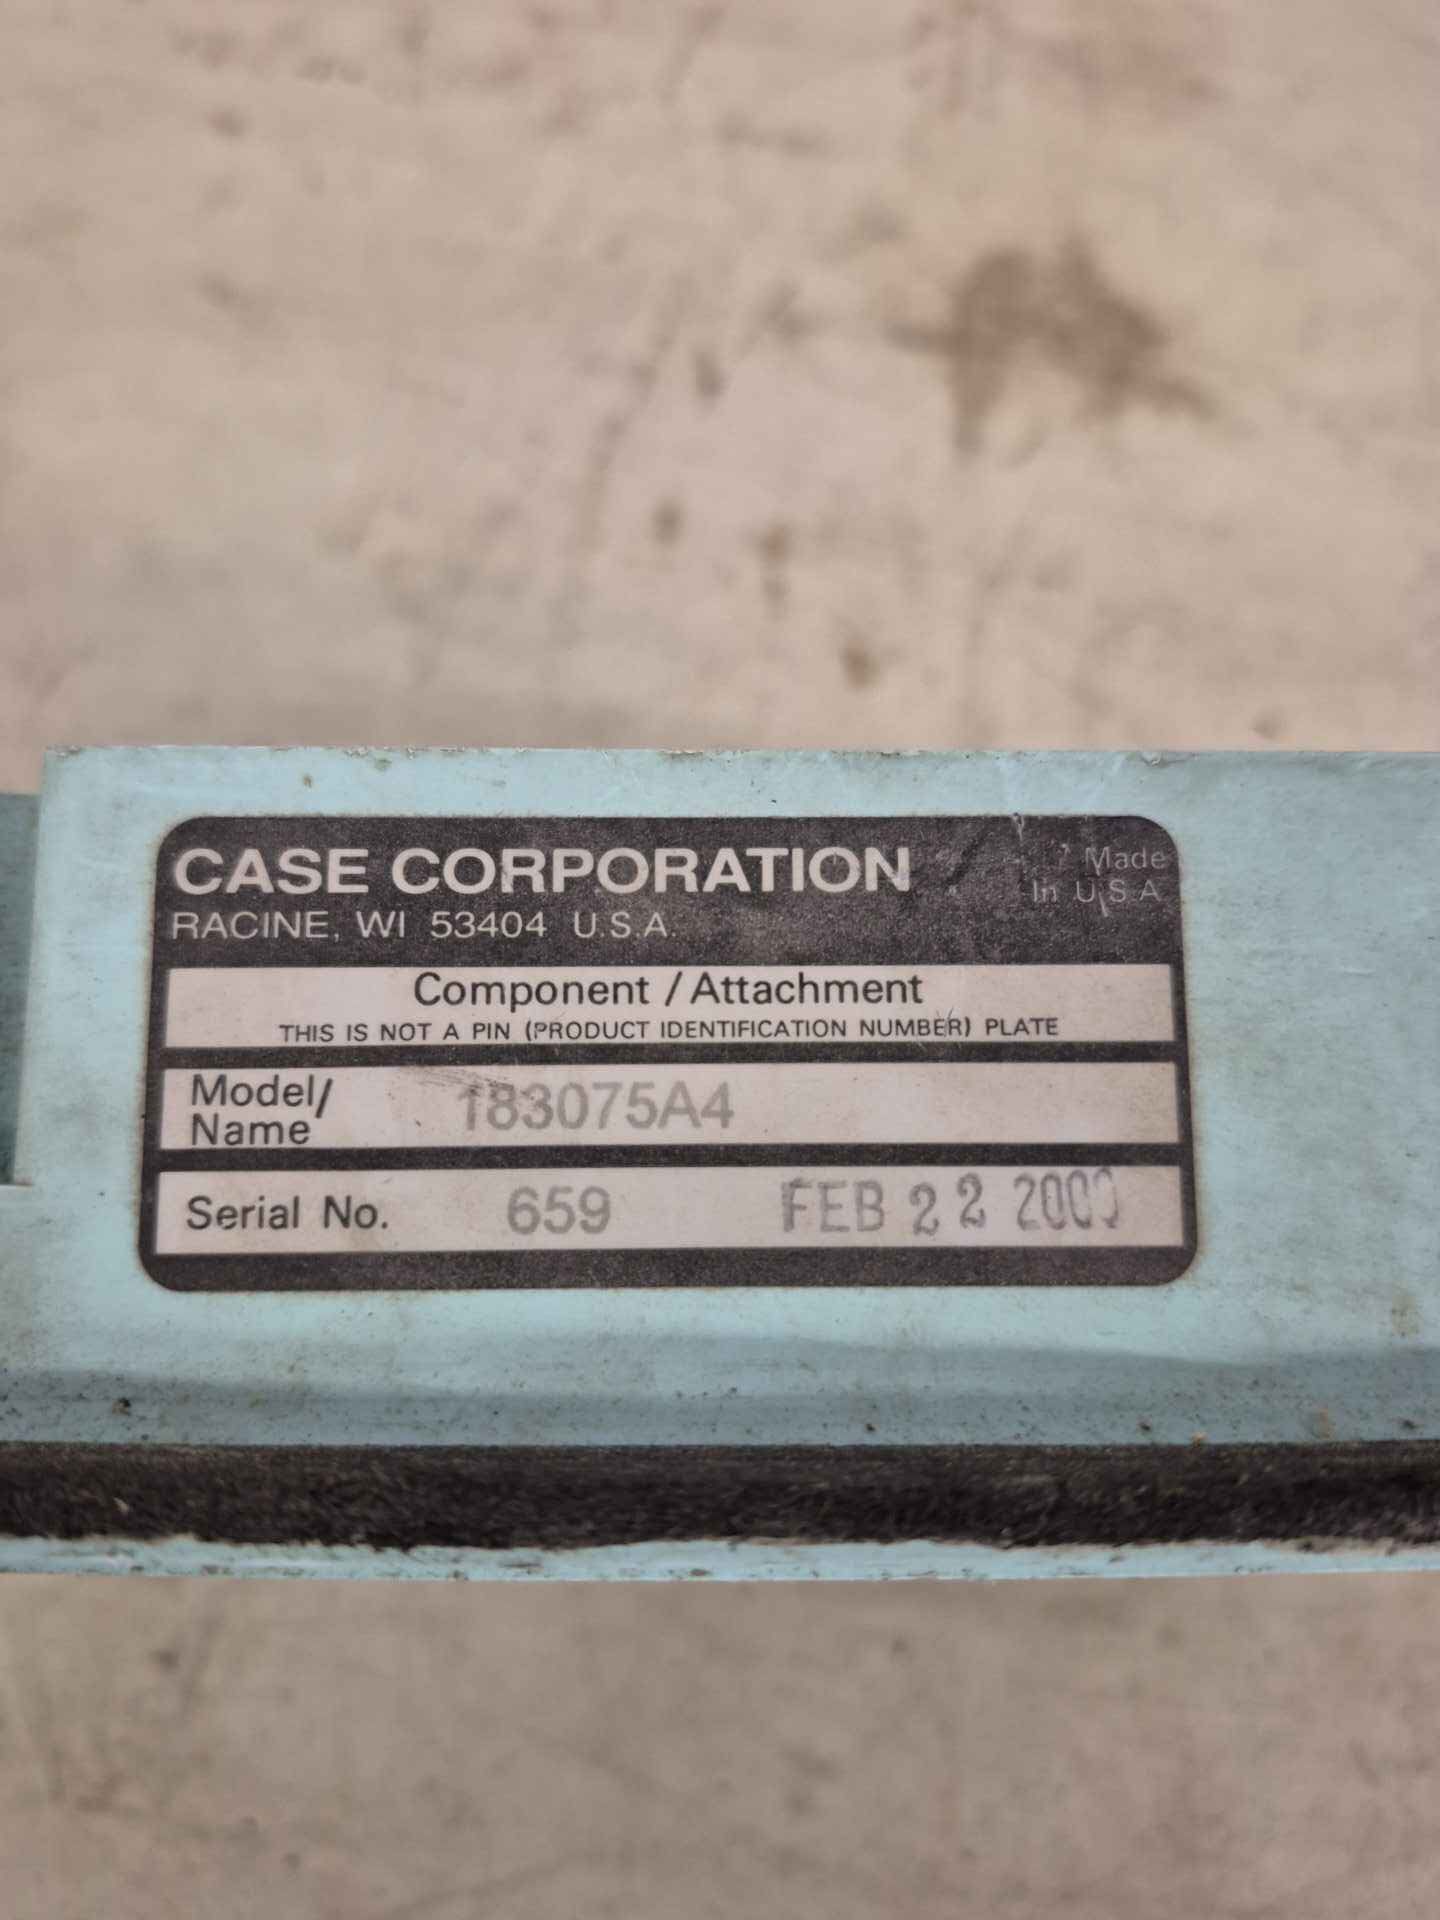 CASE CORPORATION
Made
In U.S.A.
RACINE, WI 53404 U.S.A.
Component / Attachment
THIS IS NOT A PIN (PRODUCT IDENTIFICATION NUMBER) PLATE
Model/
Name
183075A4
Serial No. 659 FEB 22 2000